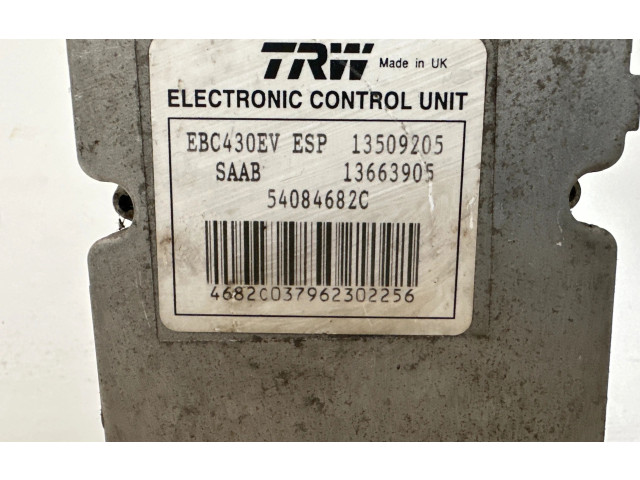 TRW Made in UK
ELECTRONIC CONTROL UNIT
EBC430EV ESP 13509205
SAAB 13663905
54084682C
4682C037962302256